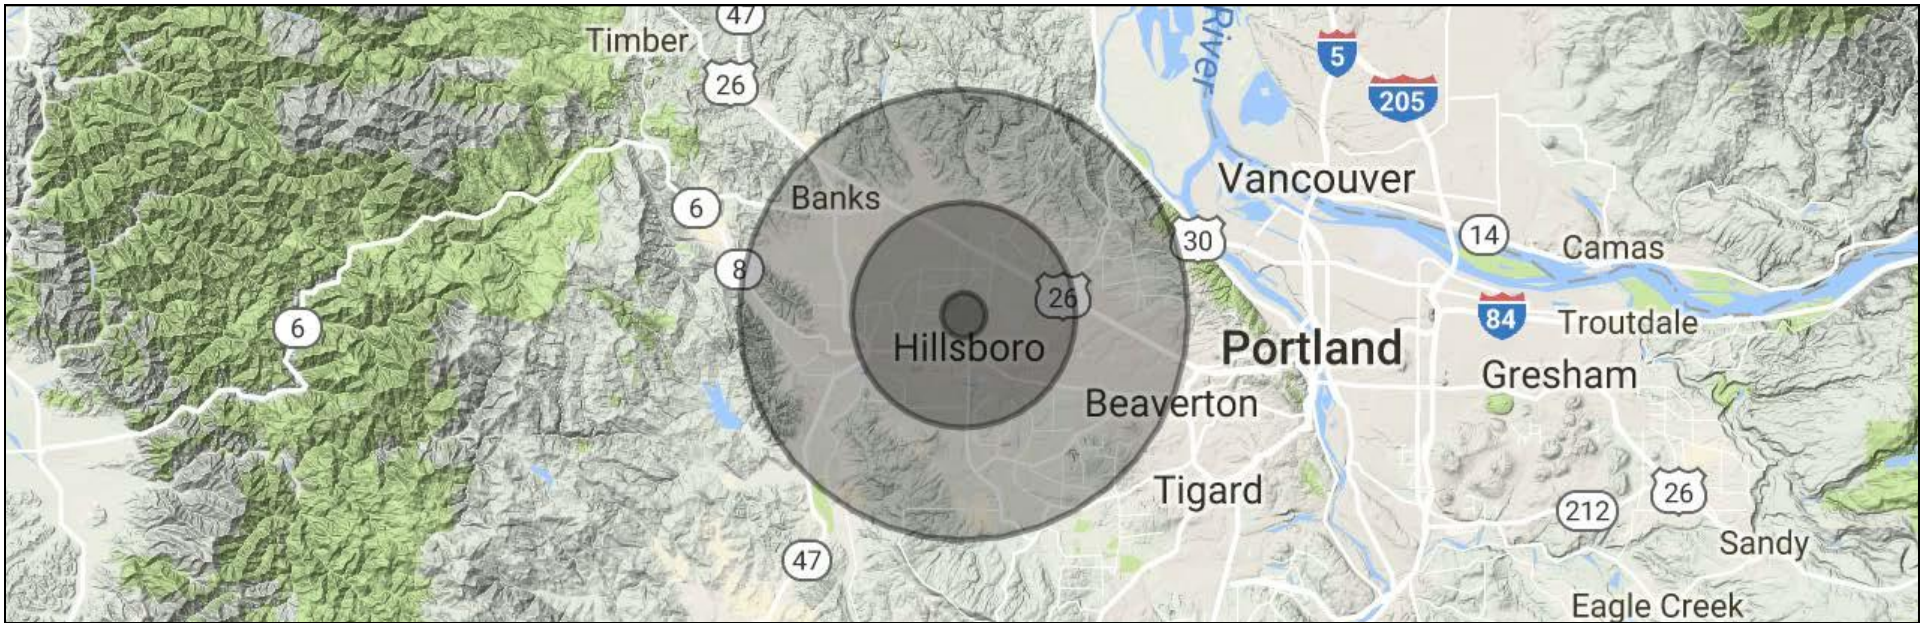 47
Timber
River
5
26
205
Vancouver
Banks
6
30
14
Camas
8
26
6
84
Troutdale
Hillsboro
Portland
Gresham
Beaverton
Tigard
26
212
Sandy
47
Eagle Creek